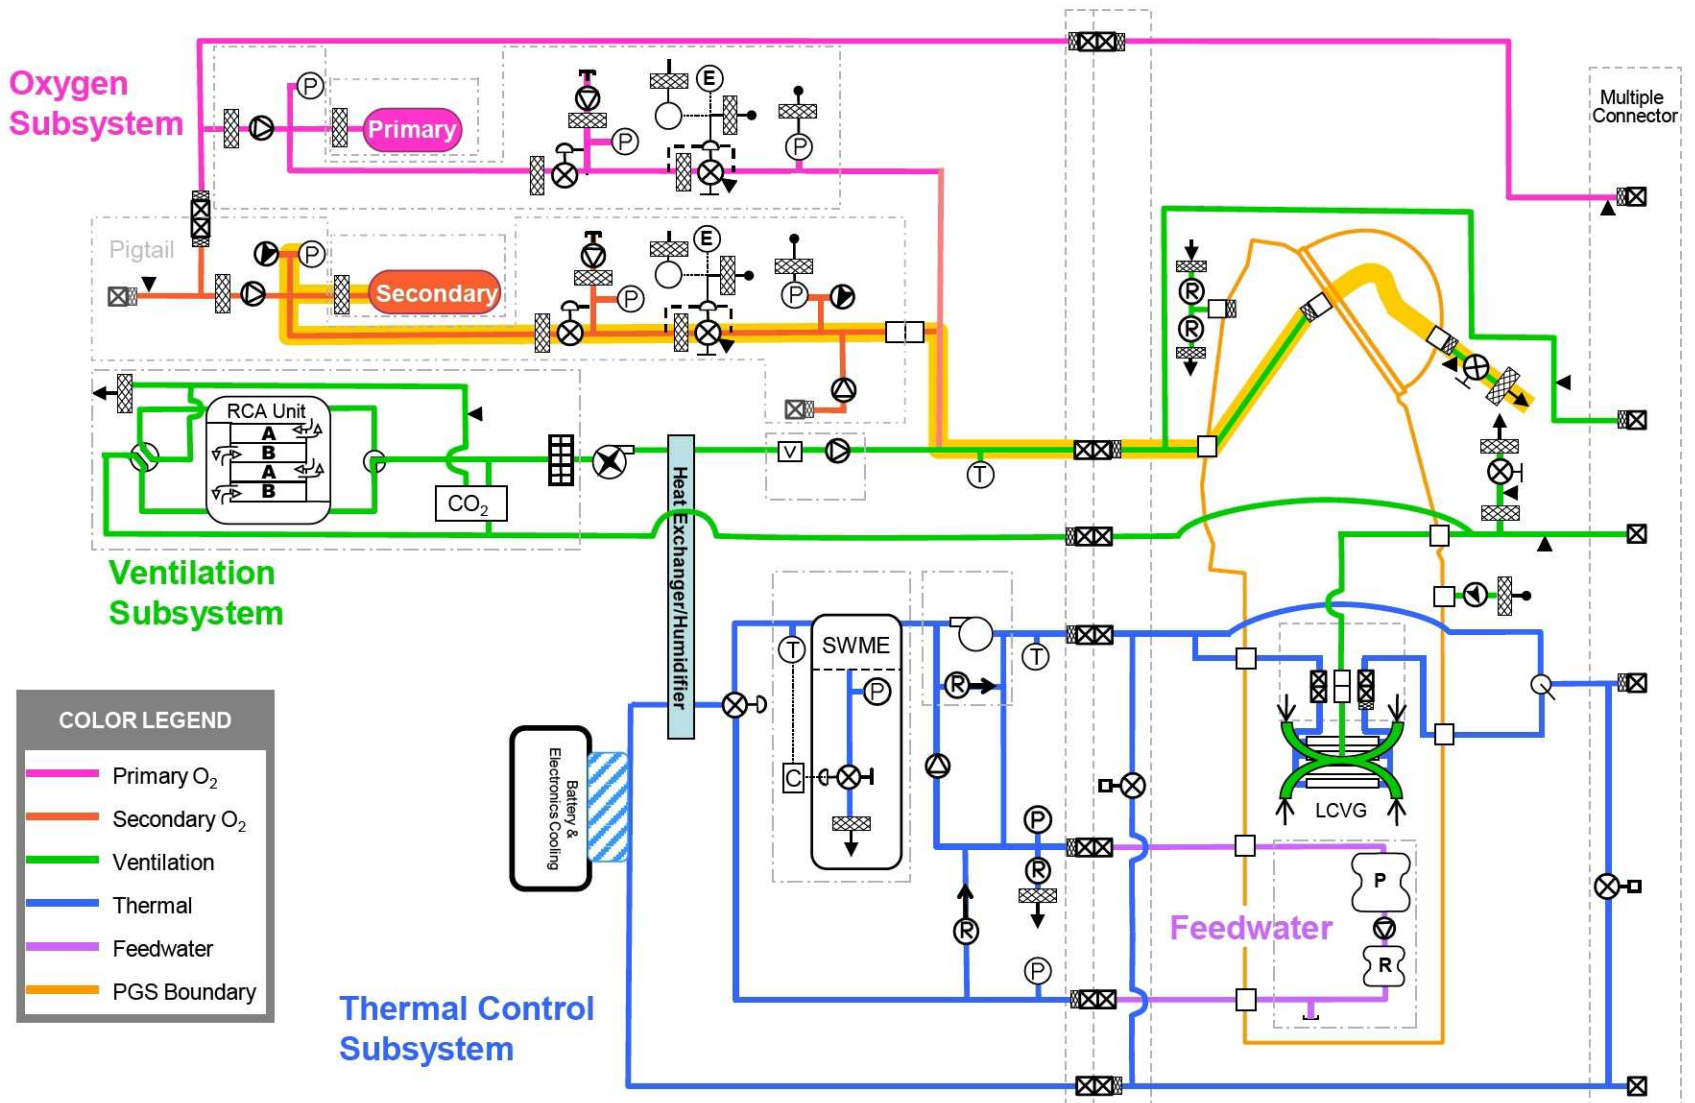 Oxygen
Subsystem
P
Primary
P
E
P
Multiple
Connector
Pigtail
P
Secondary
P
E
P
R
R
RCA Unit
A
B
A
B
CO2
V
T
Heat Exchanger/Humidifier
Ventilation
Subsystem
T
SWME
P
R
T
C
Battery &
Electronics Cooling
LCVG
P
R
R
P
P
R
Feedwater
Thermal Control
Subsystem
COLOR LEGEND
Primary O2
Secondary O2
Ventilation
Thermal
Feedwater
PGS Boundary